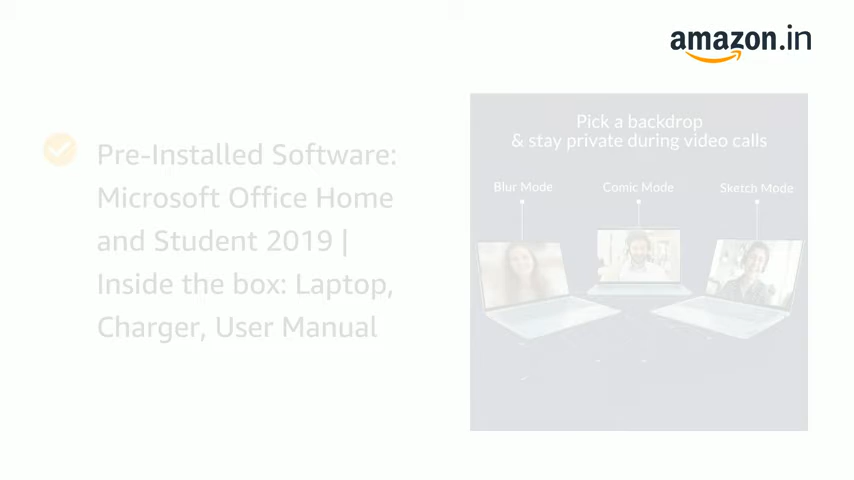 amazon.in
Pre-Installed Software:
Microsoft Office Home
and Student 2019 |
Inside the box: Laptop,
Charger, User Manual
Pick a backdrop
& stay private during video calls
Blur Mode
Comic Mode
Sketch Mode